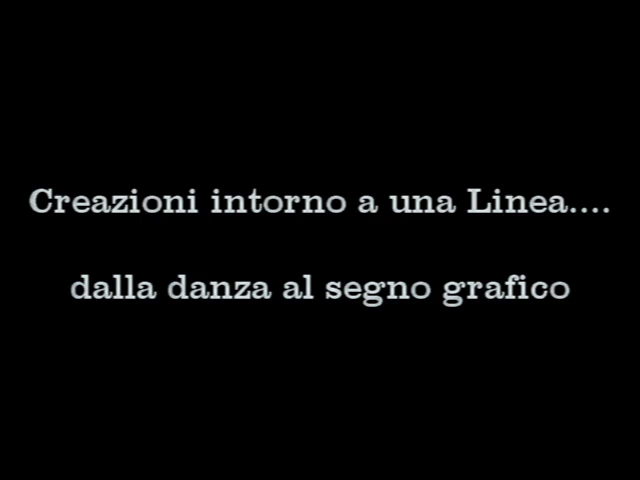 Creazioni intorno a una Linea....
dalla danza al segno grafico